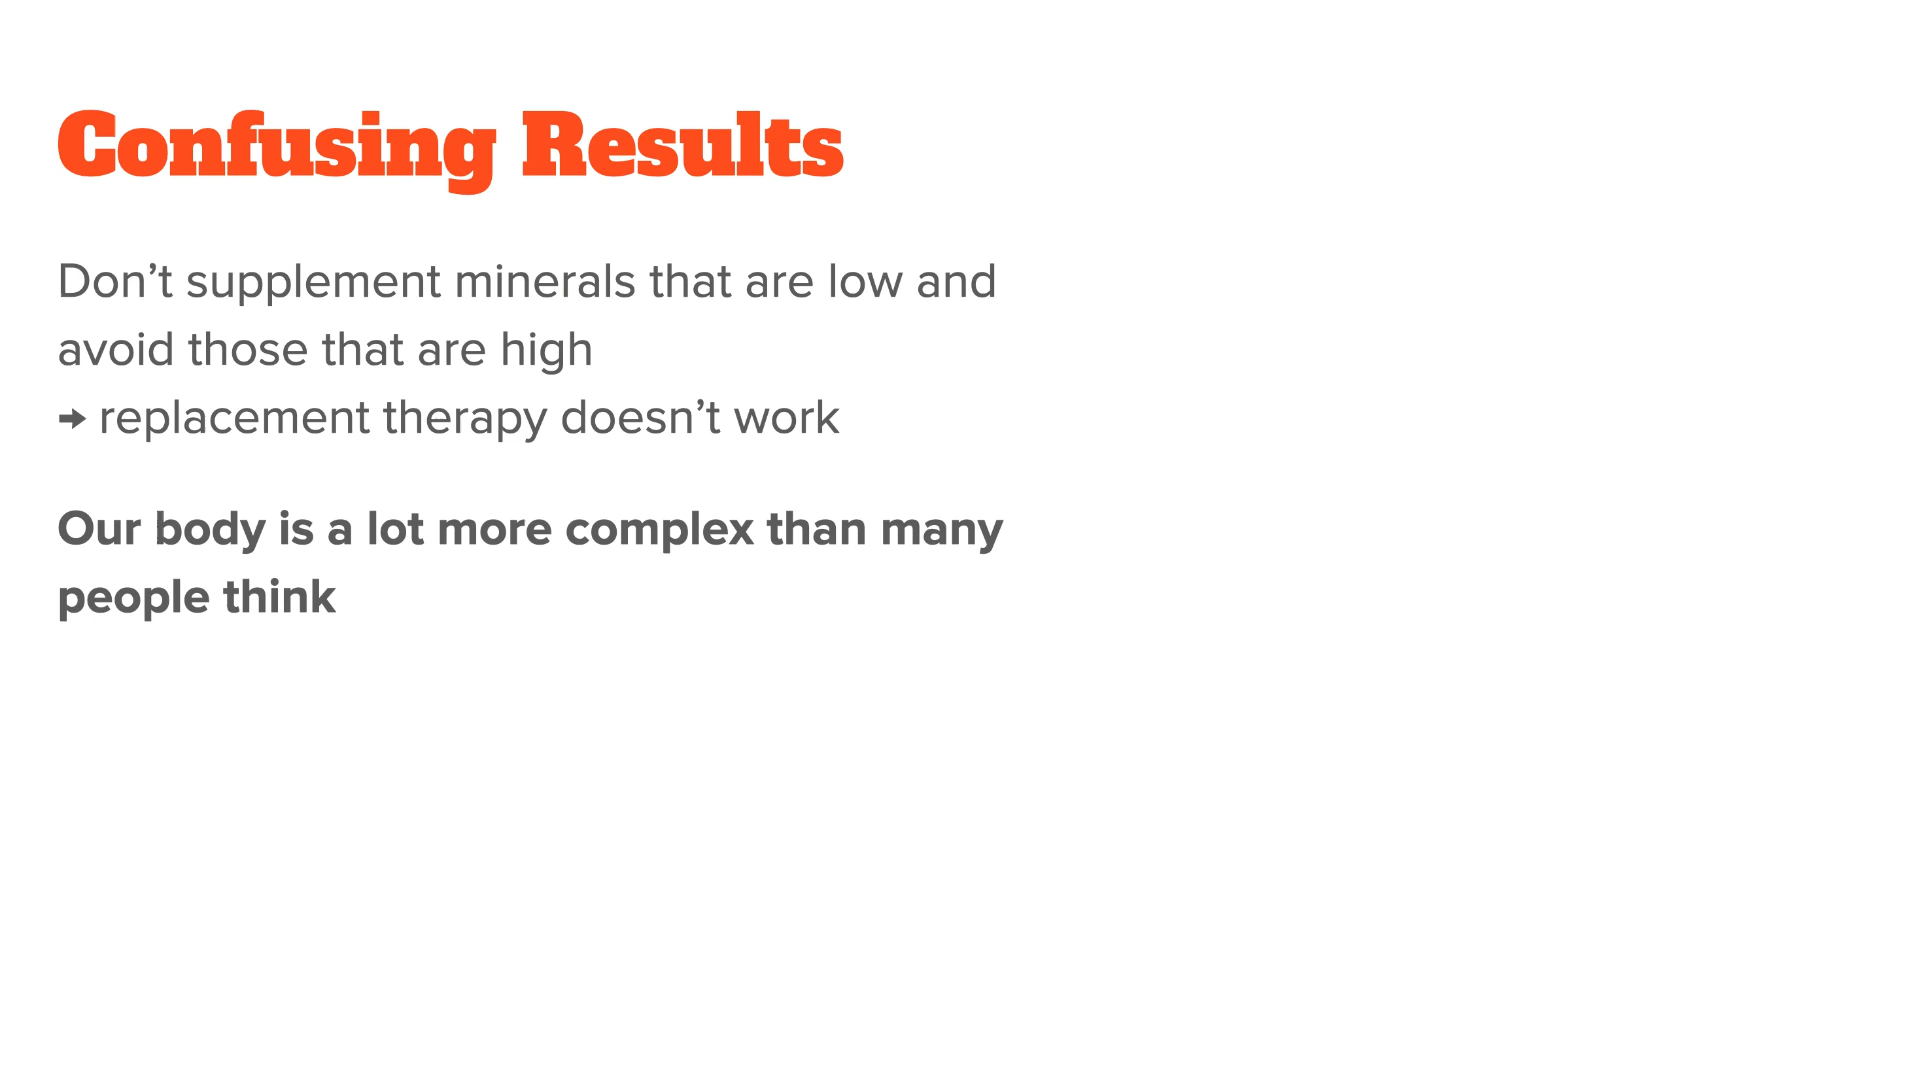 Confusing Results
Don’t supplement minerals that are low and
avoid those that are high
➞ replacement therapy doesn’t work
Our body is a lot more complex than many
people think